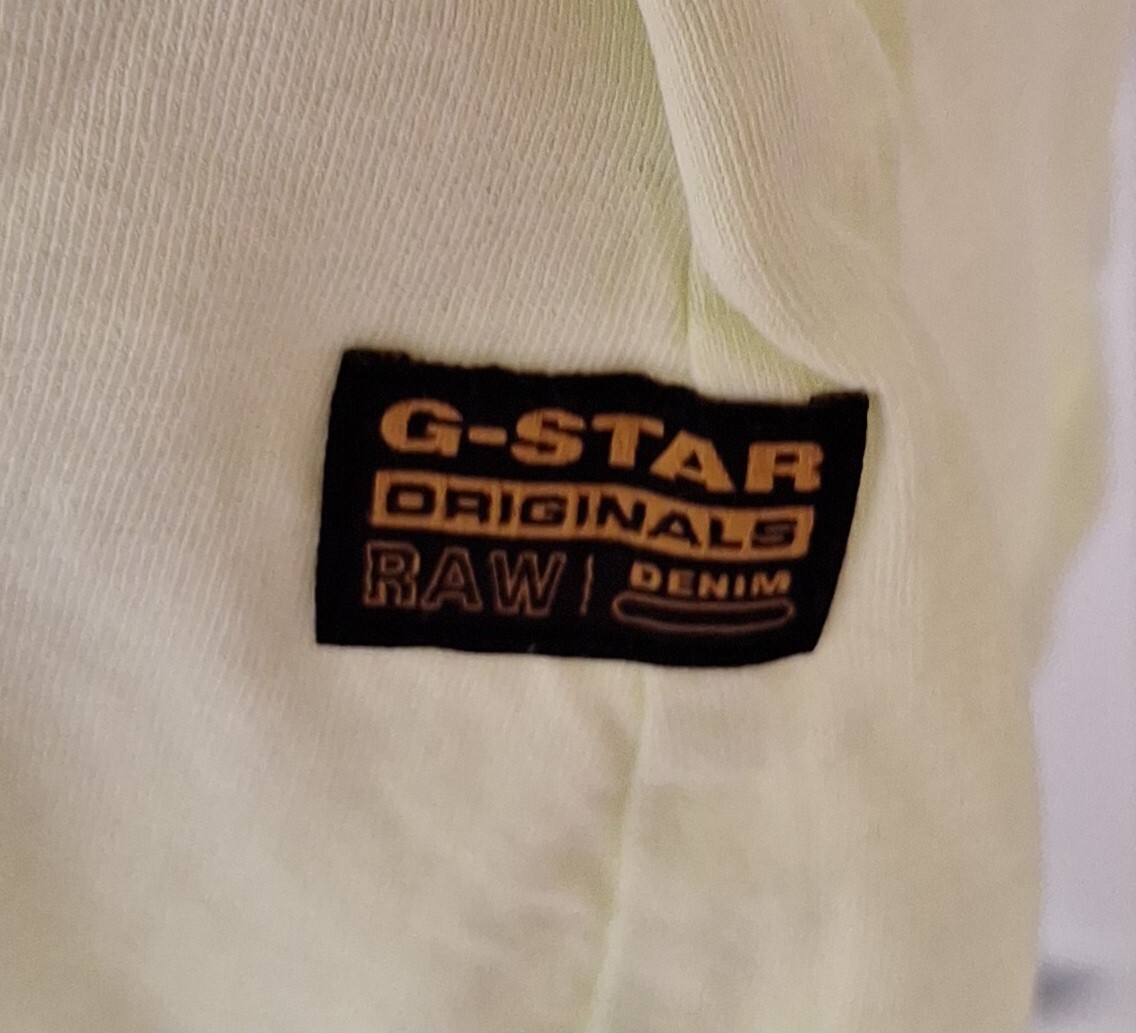 G-STAR
ORIGINALS
RAW | DENIM